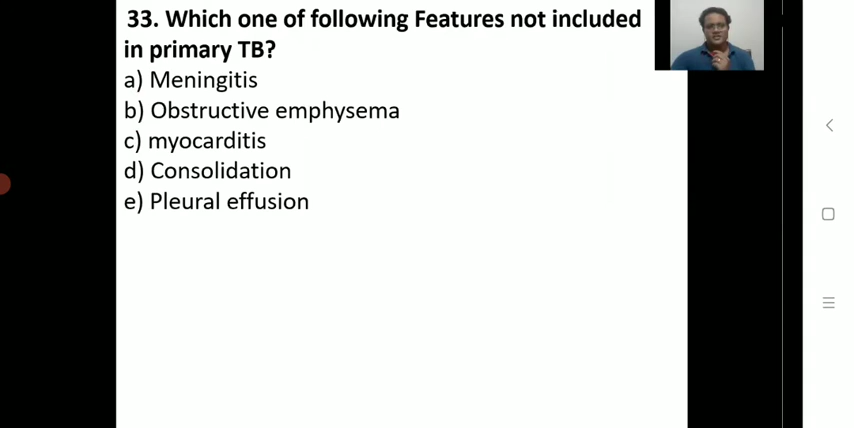 33. Which one of following Features not included
in primary TB?
a) Meningitis
b) Obstructive emphysema
c) myocarditis
d) Consolidation
e) Pleural effusion